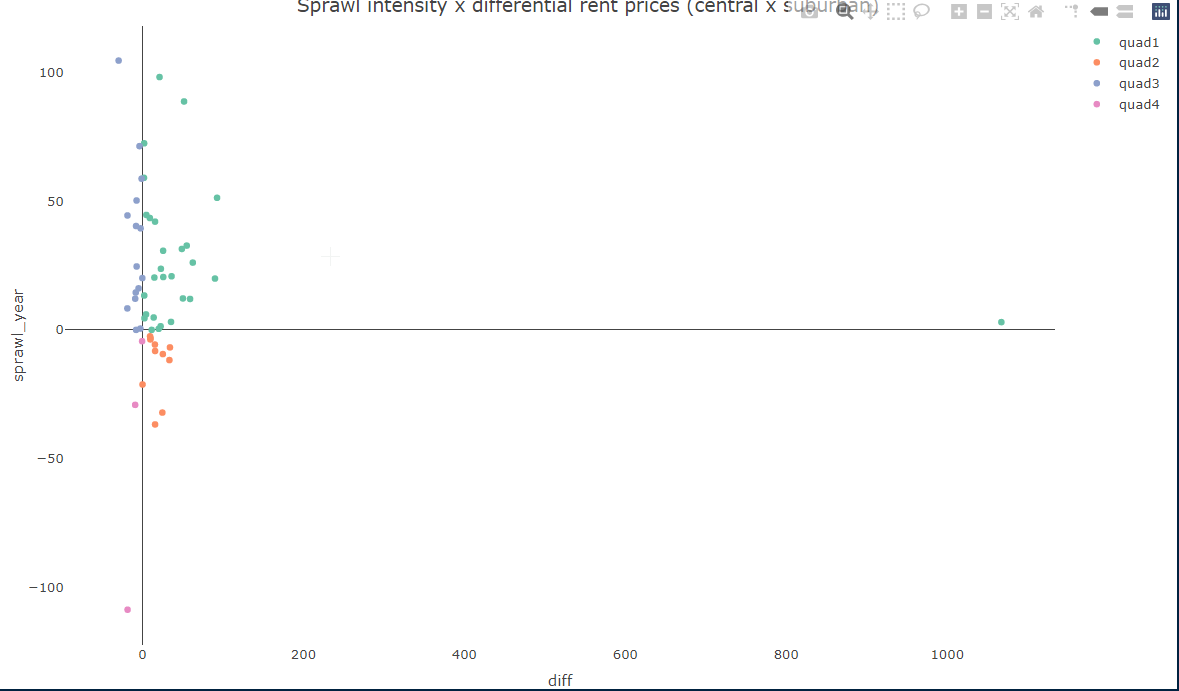 Sprawl intensity x differential rent prices (central x suburban)
quad1
quad2
quad3
quad4
100
50
0
−50
−100
sprawl_year
0
200
400
600
800
1000
diff